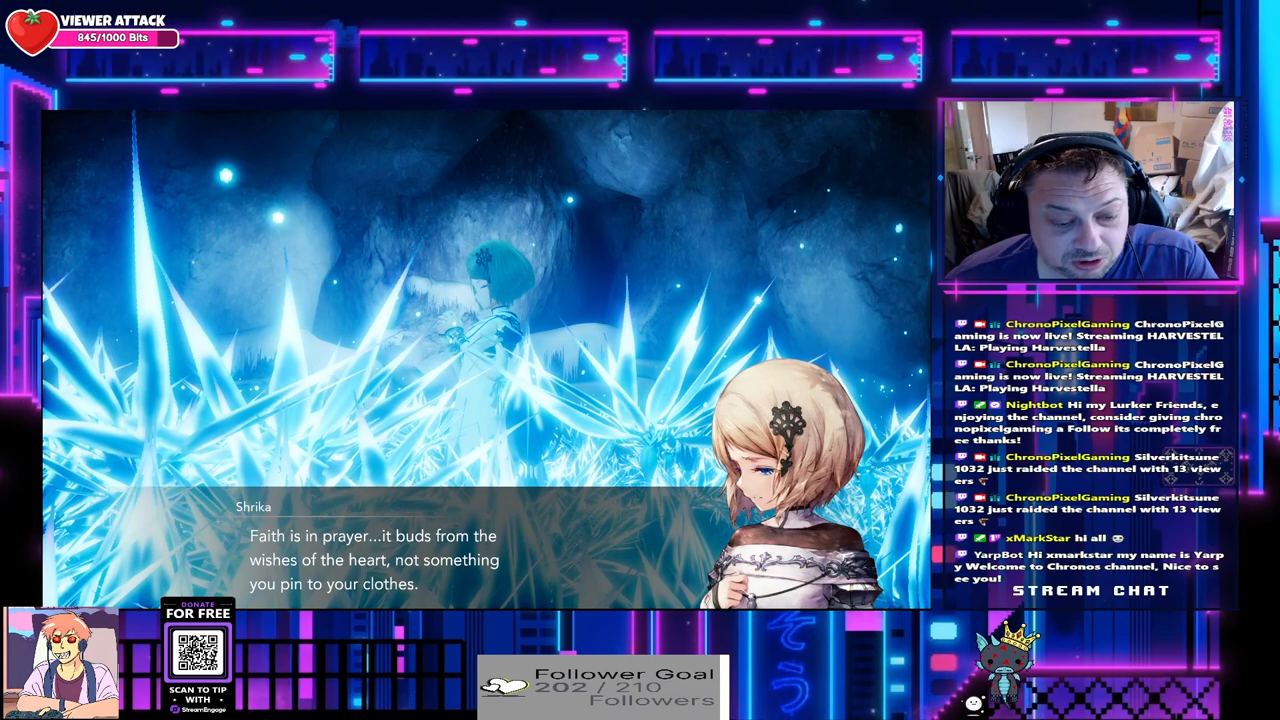 VIEWER ATTACK
845/1000 Bits
ChronoPixelGaming ChronoPixelG
aming is now live! Streaming HARVESTEL
LA: Playing Harvestella
ChronoPixelGaming ChronoPixelG
aming is now live! Streaming HARVESTEL
LA: Playing Harvestella
Nightbot Hi my Lurker Friends, e
njoying the channel, consider giving chro
nopixelgaming a Follow its completely fr
ee thanks!
ChronoPixelGaming Silverkitsune
1032 just raided the channel with 13 view
ers
ChronoPixelGaming Silverkitsune
1032 just raided the channel with 13 view
ers
xMarkStar hi all
YarpBot Hi xmarkstar my name is Yarp
y Welcome to Chronos channel, Nice to s
ee you!
STREAM CHAT
Shrika
Faith is in prayer...it buds from the
wishes of the heart, not something
you pin to your clothes.
DONATE
FOR FREE
SCAN TO TIP
WITH
StreamEngage
Follower Goal
202 / 210
Followers
そう